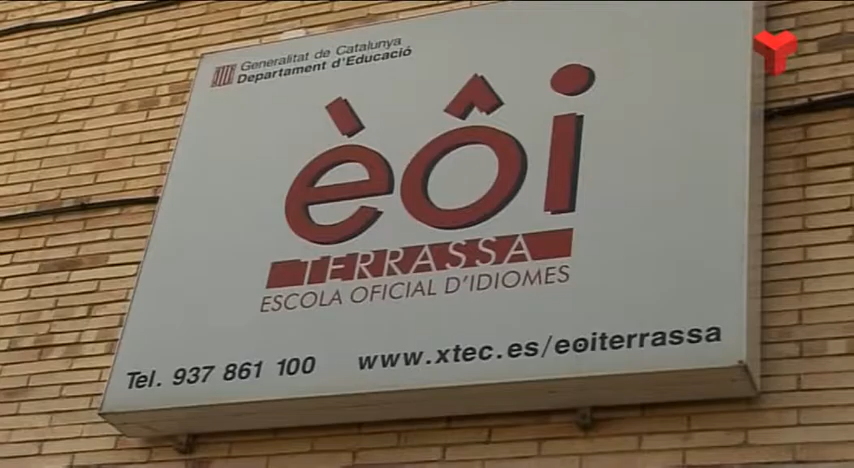 Generalitat de Catalunya
Departament d'Educació
èôi
TERRASSA
ESCOLA OFICIAL D'IDIOMES
Tel. 937 861 100 www.xtec.es/eoiterrassa